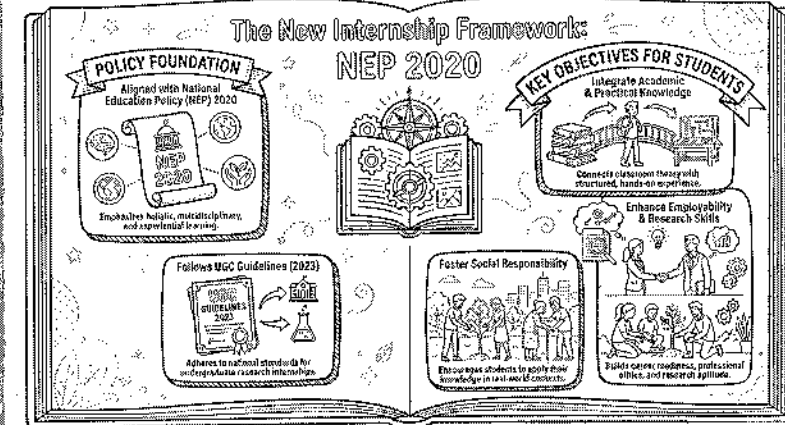 The New Internship Framework:
NEP 2020
POLICY FOUNDATION
Aligned with National
Education Policy (NEP) 2020
NEP
2020
Emphasizes holistic, multidisciplinary,
and experiential learning.
Follows UGC Guidelines (2023)
UGC
GUIDELINES
2023
Adheres to national standards for
undergraduate research internships.
KEY OBJECTIVES FOR STUDENTS
Integrate Academic
& Practical Knowledge
Connects classroom theory with
structured, hands-on experience.
Enhance Employability
& Research Skills
Builds career readiness, professional
ethics, and research aptitude.
Foster Social Responsibility
Encourages students to apply their
knowledge in real-world contexts.